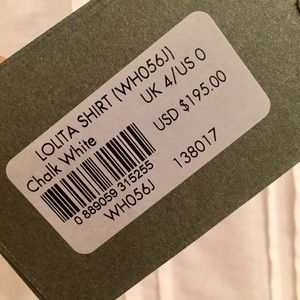 LOLITA SHIRT (WH056J)
Chalk White
UK 4/US 0
USD $195.00
0 889059 315255
WH056J
138017